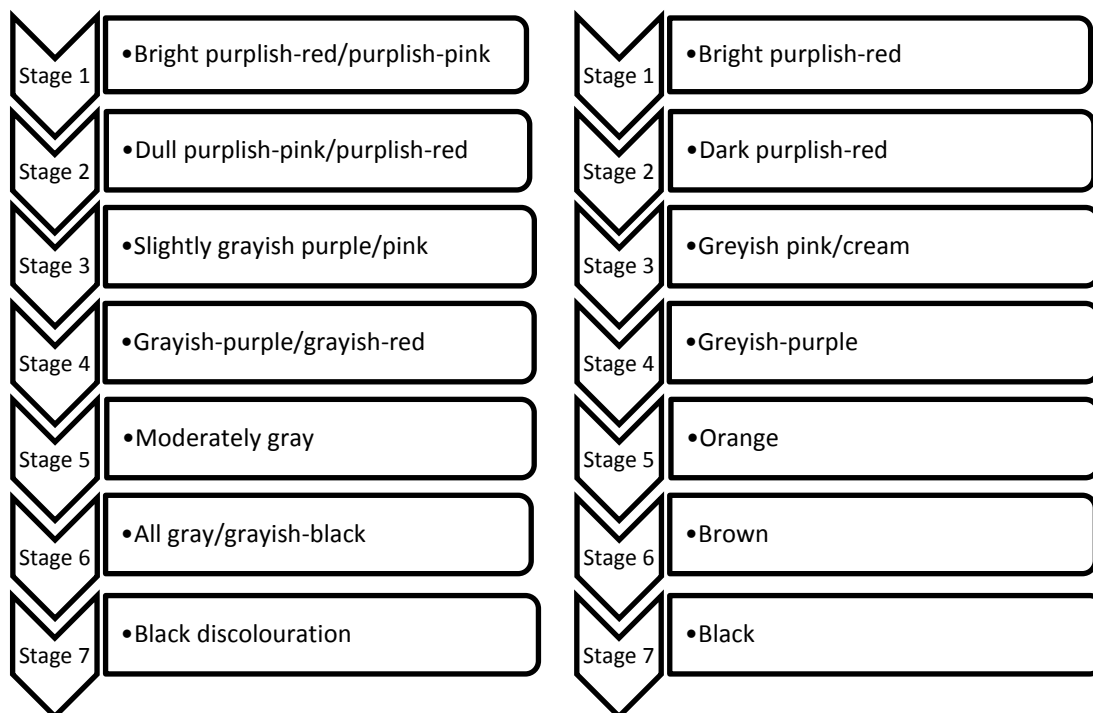 Stage 1
•Bright purplish-red/purplish-pink
Stage 2
•Dull purplish-pink/purplish-red
Stage 3
•Slightly grayish purple/pink
Stage 4
•Grayish-purple/grayish-red
Stage 5
•Moderately gray
Stage 6
•All gray/grayish-black
Stage 7
•Black discolouration
Stage 1
•Bright purplish-red
Stage 2
•Dark purplish-red
Stage 3
•Greyish pink/cream
Stage 4
•Greyish-purple
Stage 5
•Orange
Stage 6
•Brown
Stage 7
•Black